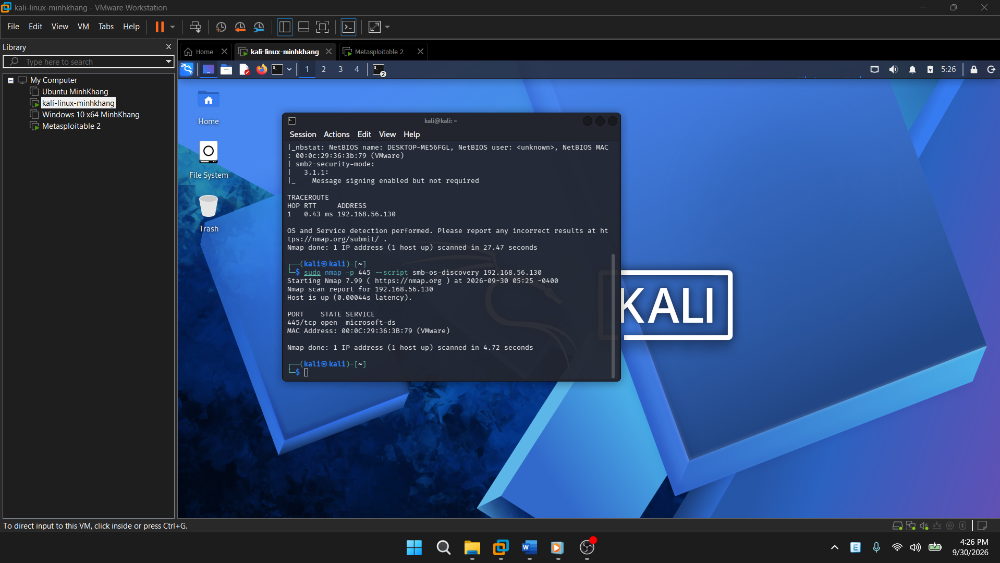 kali-linux-minhkhang - VMware Workstation
File Edit View VM Tabs Help
Library
Type here to search
My Computer
Ubuntu MinhKhang
kali-linux-minhkhang
Windows 10 x64 MinhKhang
Metasploitable 2
Home
kali-linux-minhkhang
Metasploitable 2
1 2 3 4
2
5:26
Home
File System
Trash
kali@kali: ~
Session Actions Edit View Help
|_nbstat: NetBIOS name: DESKTOP-ME56FGL, NetBIOS user: <unknown>, NetBIOS MAC
: 00:0c:29:36:3b:79 (VMware)
| smb2-security-mode:
|   3.1.1:
|_    Message signing enabled but not required
TRACEROUTE
HOP RTT     ADDRESS
1   0.43 ms 192.168.56.130
OS and Service detection performed. Please report any incorrect results at ht
tps://nmap.org/submit/ .
Nmap done: 1 IP address (1 host up) scanned in 27.47 seconds
┌──(kali㉿kali)-[~]
└─$ sudo nmap -p 445 --script smb-os-discovery 192.168.56.130
Starting Nmap 7.99 ( https://nmap.org ) at 2026-09-30 05:25 -0400
Nmap scan report for 192.168.56.130
Host is up (0.00044s latency).
PORT    STATE SERVICE
445/tcp open  microsoft-ds
MAC Address: 00:0C:29:36:3B:79 (VMware)
Nmap done: 1 IP address (1 host up) scanned in 4.72 seconds
┌──(kali㉿kali)-[~]
└─$
KALI
To direct input to this VM, click inside or press Ctrl+G.
W
E
4:26 PM
9/30/2026